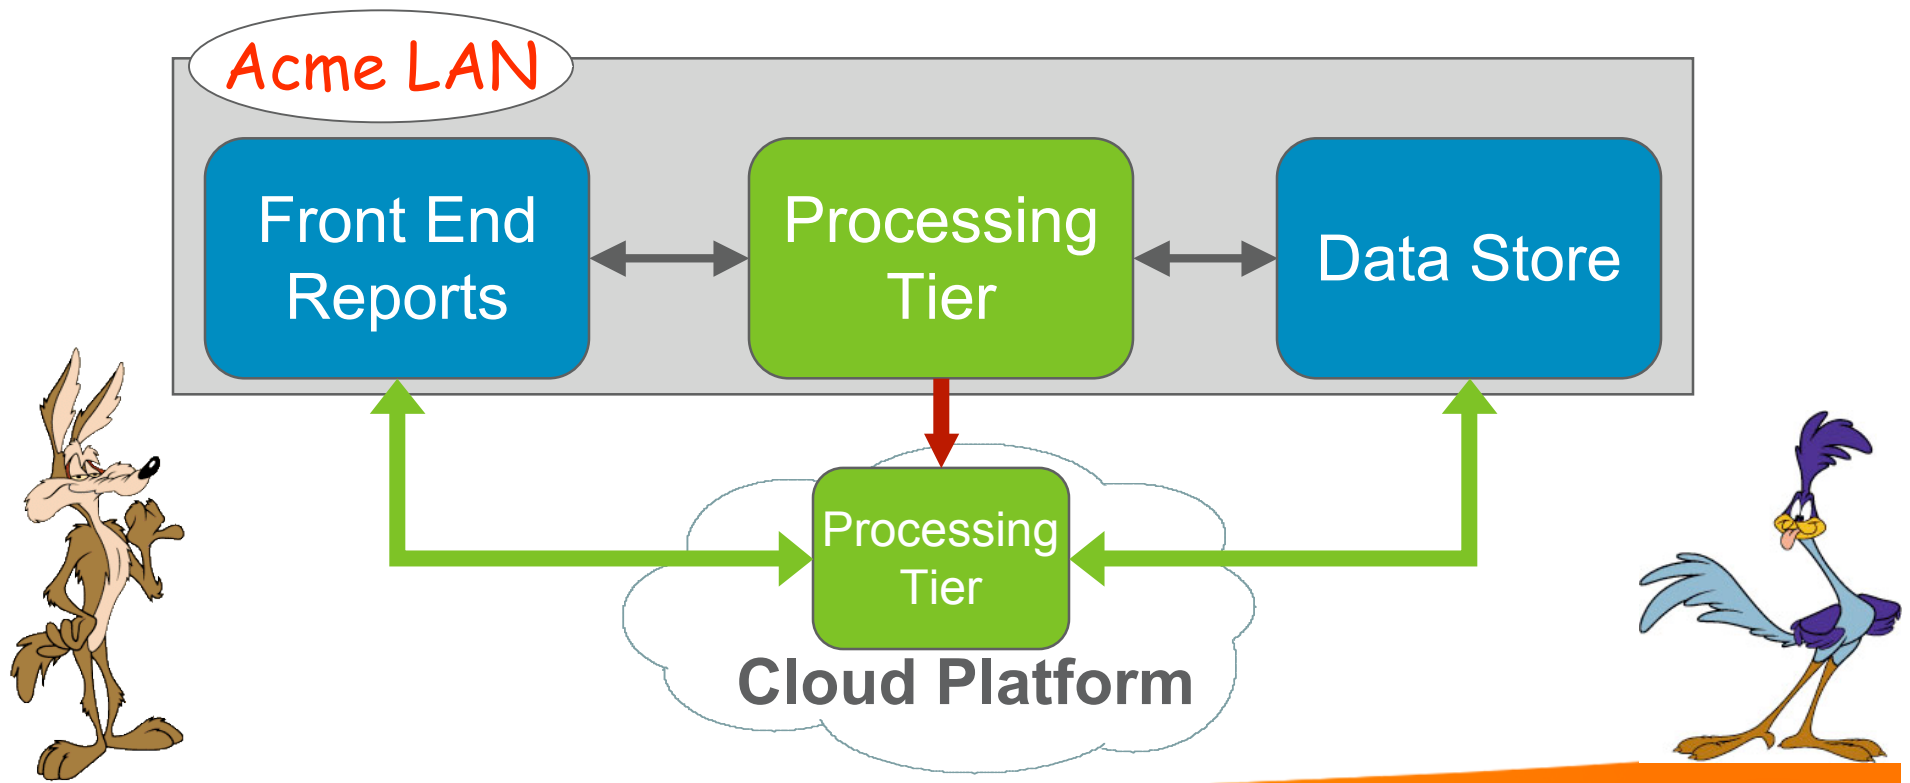 Acme LAN
Front End
Reports
Processing
Tier
Data Store
Processing
Tier
Cloud Platform